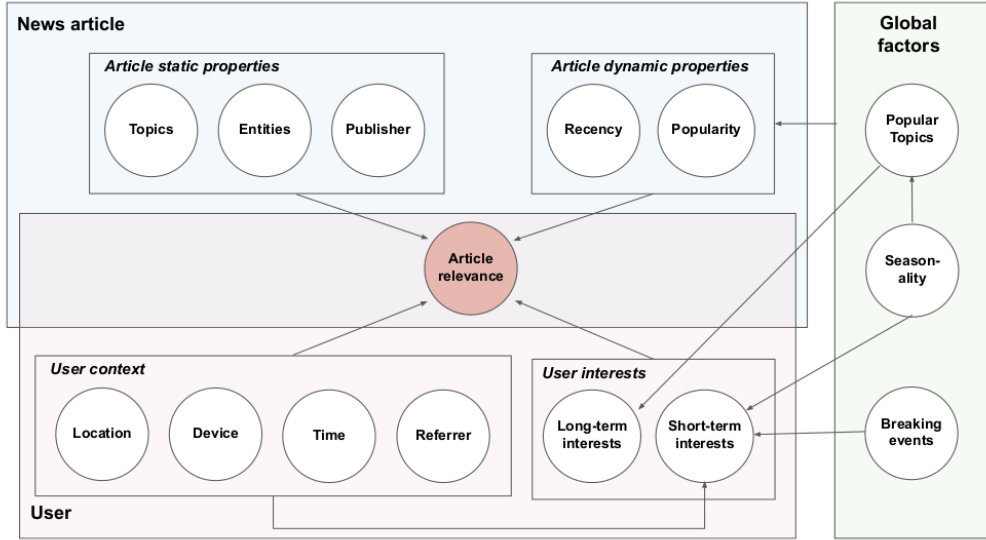 News article
Article static properties
Topics
Entities
Publisher
Article dynamic properties
Recency
Popularity
Global
factors
Popular
Topics
Season-
ality
Breaking
events
Article
relevance
User context
Location
Device
Time
Referrer
User interests
Long-term
interests
Short-term
interests
User